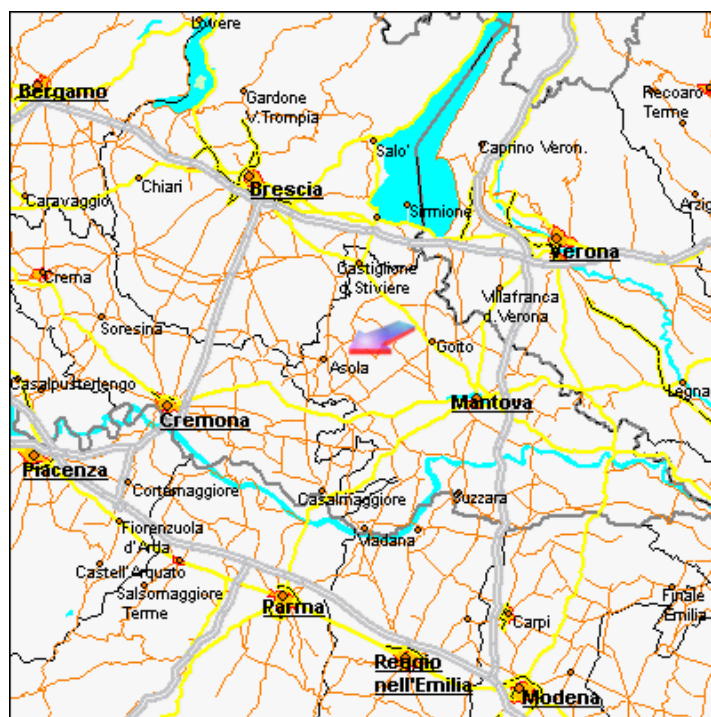 Lovere
Bergamo
Gardone
V.Trompia
Recoaro
Terme
Salo'
Caprino Veron.
Chiari
Brescia
Caravaggio
Sirmione
Arzig
Verona
Crema
Castiglione
d.Stiviere
Villafranca
d.Verona
Soresina
Goito
Asola
Casalpusterlengo
Legna
Mantova
Cremona
Piacenza
Cortemaggiore
Casalmaggiore
Suzzara
Fiorenzuola
d'Arda
Viadana
Castell'Arquato
Salsomaggiore
Terme
Parma
Finale
Emilia
Carpi
Reggio
nell'Emilia
Modena